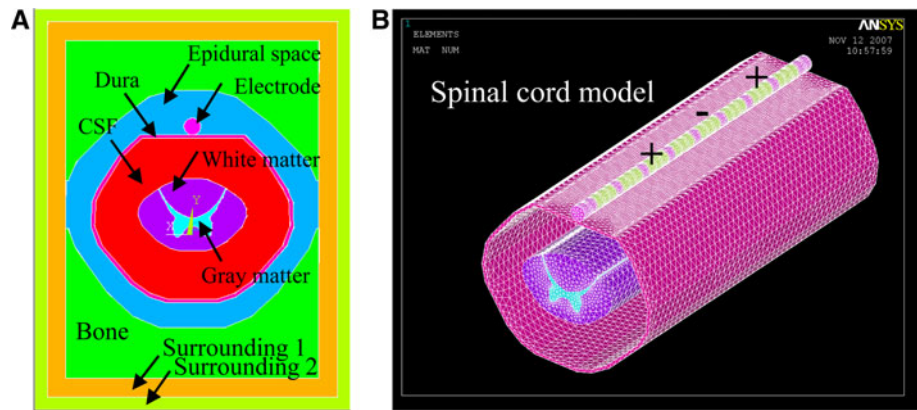 A
Epidural space
Dura
Electrode
CSF
White matter
Y
X
Gray matter
Bone
Surrounding 1
Surrounding 2
B
1
ELEMENTS
MAT NUM
ANSYS
NOV 12 2007
10:57:59
Spinal cord model
+
-
+